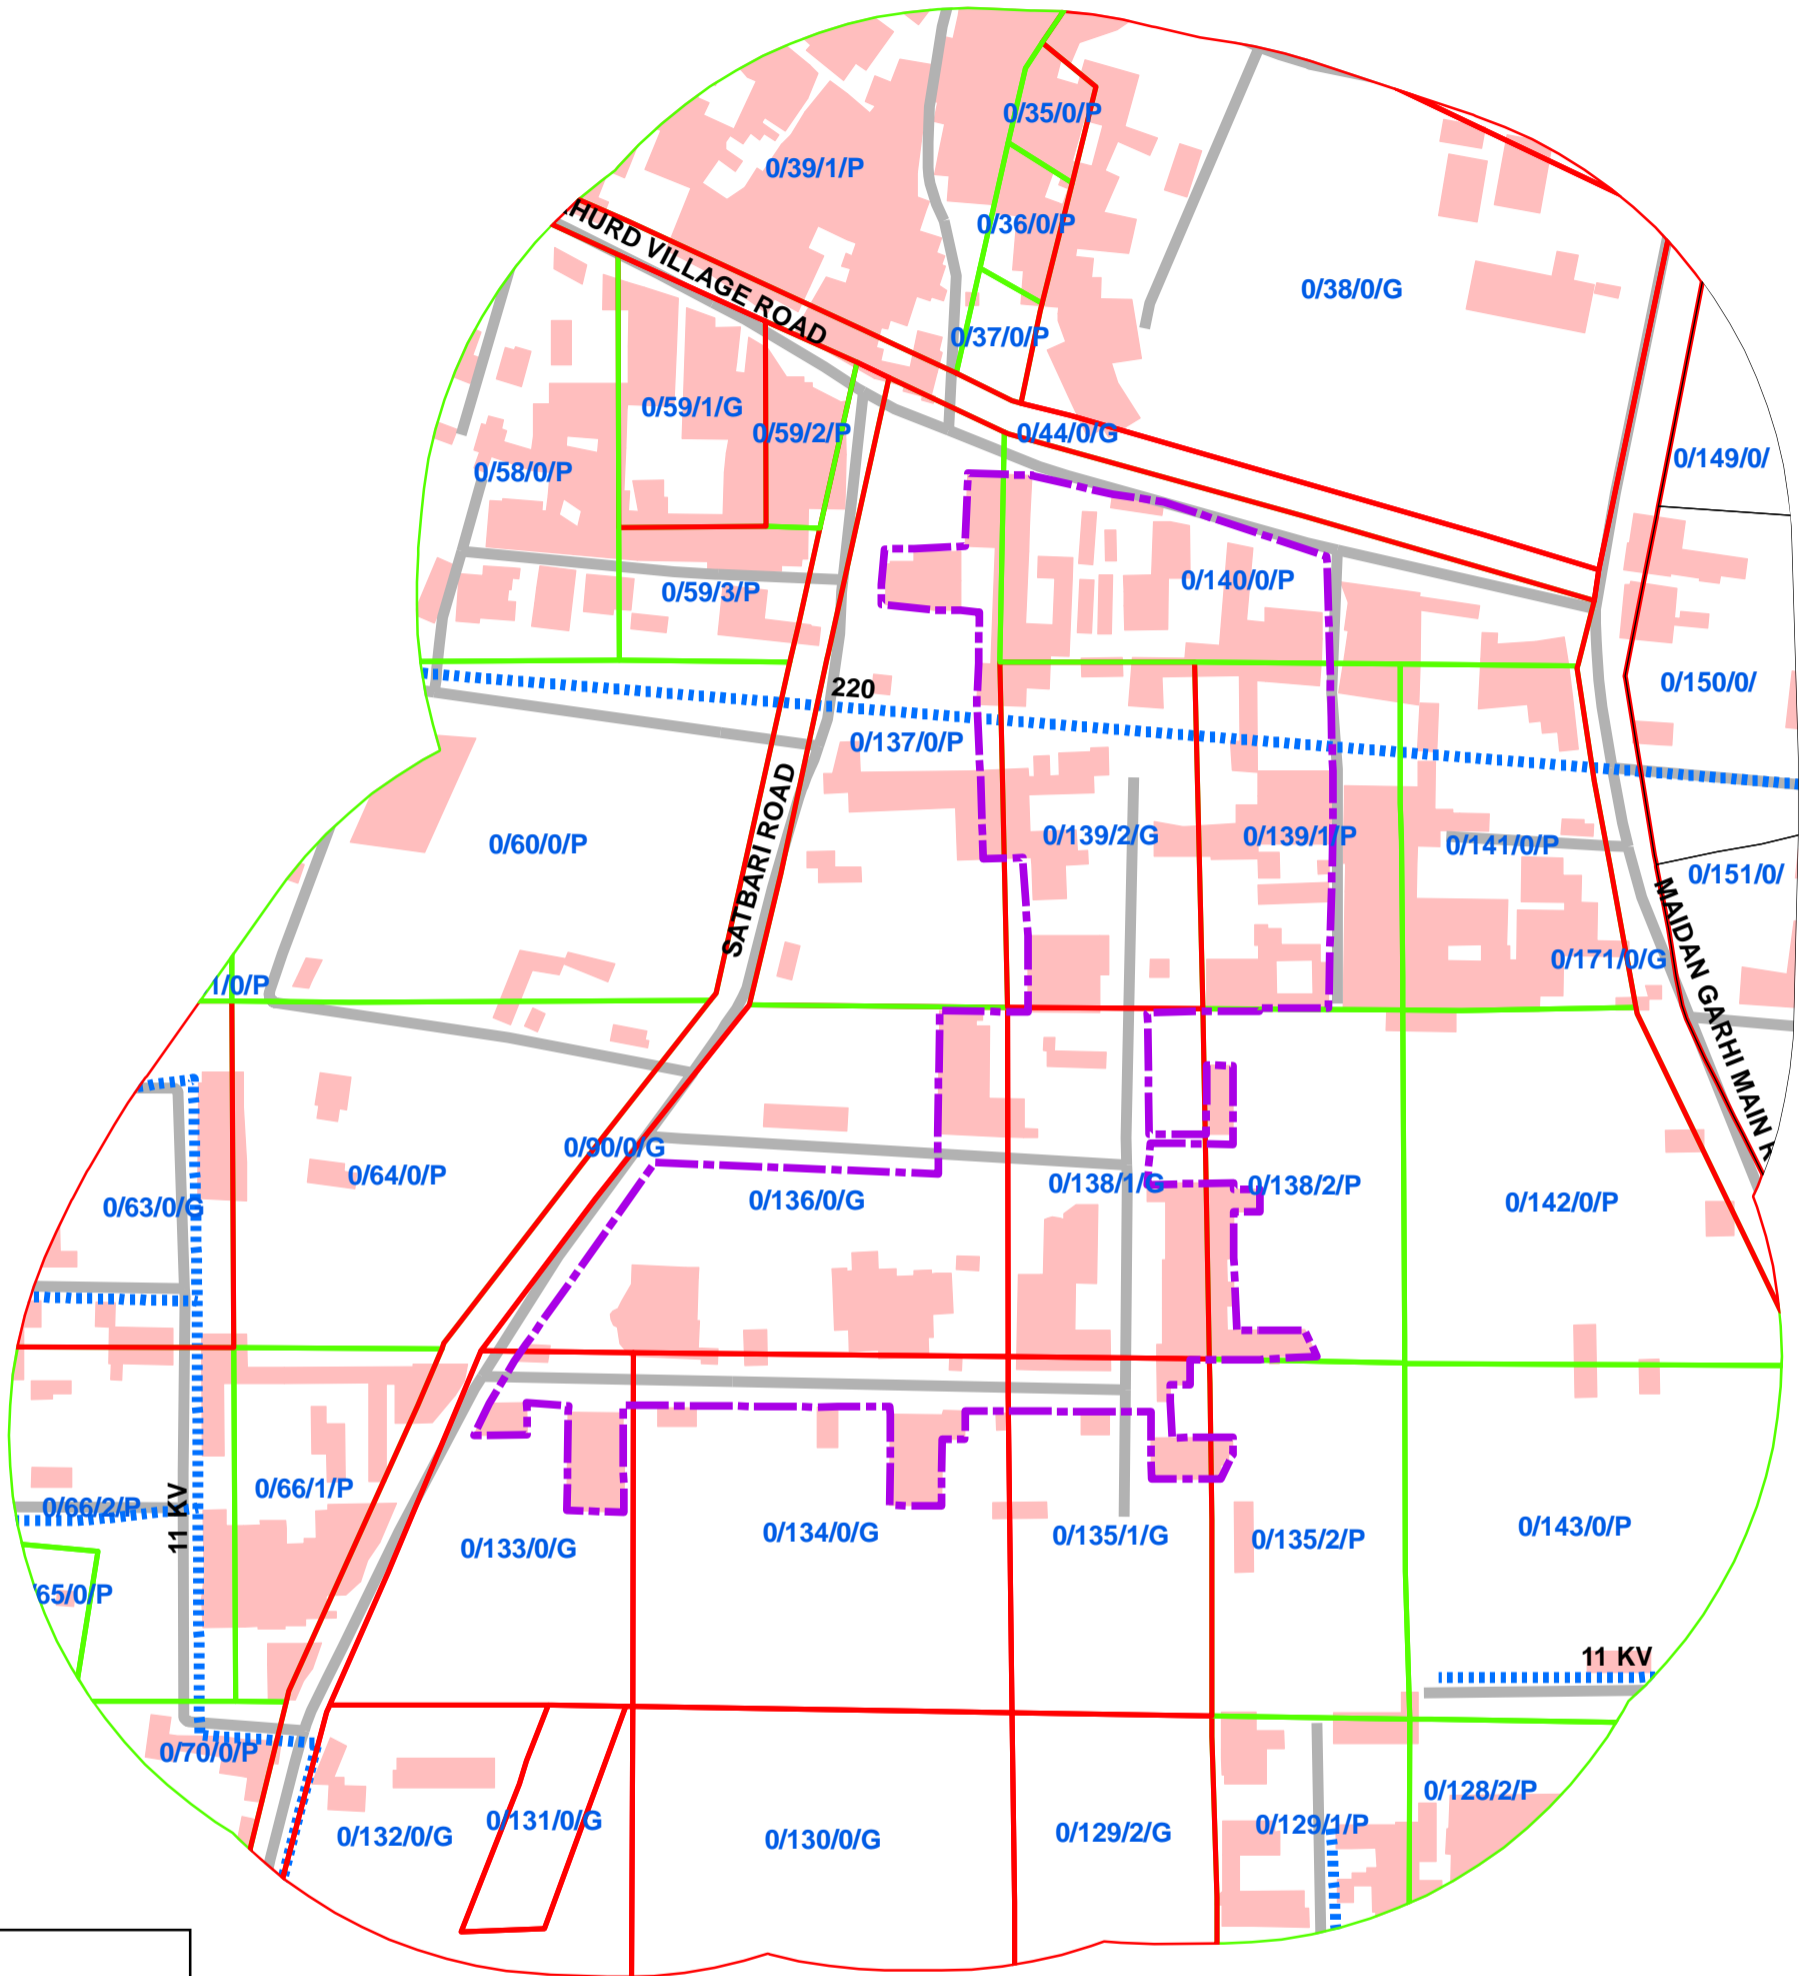 0/35/0/P
0/39/1/P
0/36/0/P
HURD VILLAGE ROAD
0/38/0/G
0/37/0/P
0/59/1/G
0/59/2/P
0/44/0/G
0/149/0/
0/58/0/P
0/140/0/P
0/59/3/P
220
0/150/0/
0/137/0/P
0/60/0/P
SATBARI ROAD
0/139/2/G
0/139/1/P
0/141/0/P
0/151/0/
MAIDAN GARHI MAIN R
0/171/0/G
1/0/P
0/90/0/G
0/64/0/P
0/63/0/G
0/136/0/G
0/138/1/G
0/138/2/P
0/142/0/P
0/66/1/P
0/66/2/P
11 KV
0/133/0/G
0/134/0/G
0/135/1/G
0/135/2/P
0/143/0/P
/65/0/P
11 KV
0/70/0/P
0/132/0/G
0/131/0/G
0/130/0/G
0/129/2/G
0/129/1/P
0/128/2/P